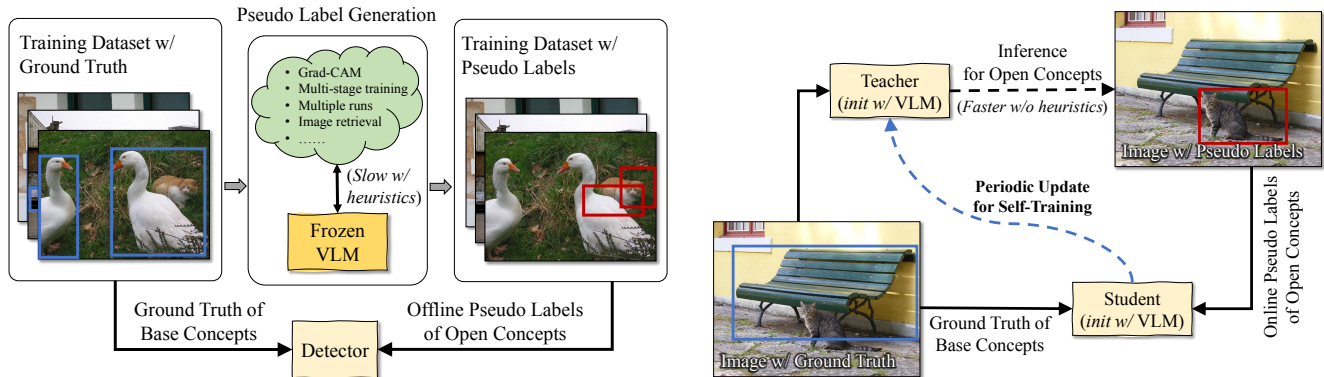 Pseudo Label Generation
Training Dataset w/
Ground Truth
• Grad-CAM
• Multi-stage training
• Multiple runs
• Image retrieval
• ……
(Slow w/
heuristics)
Frozen
VLM
Training Dataset w/
Pseudo Labels
Ground Truth of
Base Concepts
Offline Pseudo Labels
of Open Concepts
Detector
Teacher
(init w/ VLM)
Inference
for Open Concepts
(Faster w/o heuristics)
Image w/ Pseudo Labels
Periodic Update
for Self-Training
Online Pseudo Labels
of Open Concepts
Image w/ Ground Truth
Ground Truth of
Base Concepts
Student
(init w/ VLM)